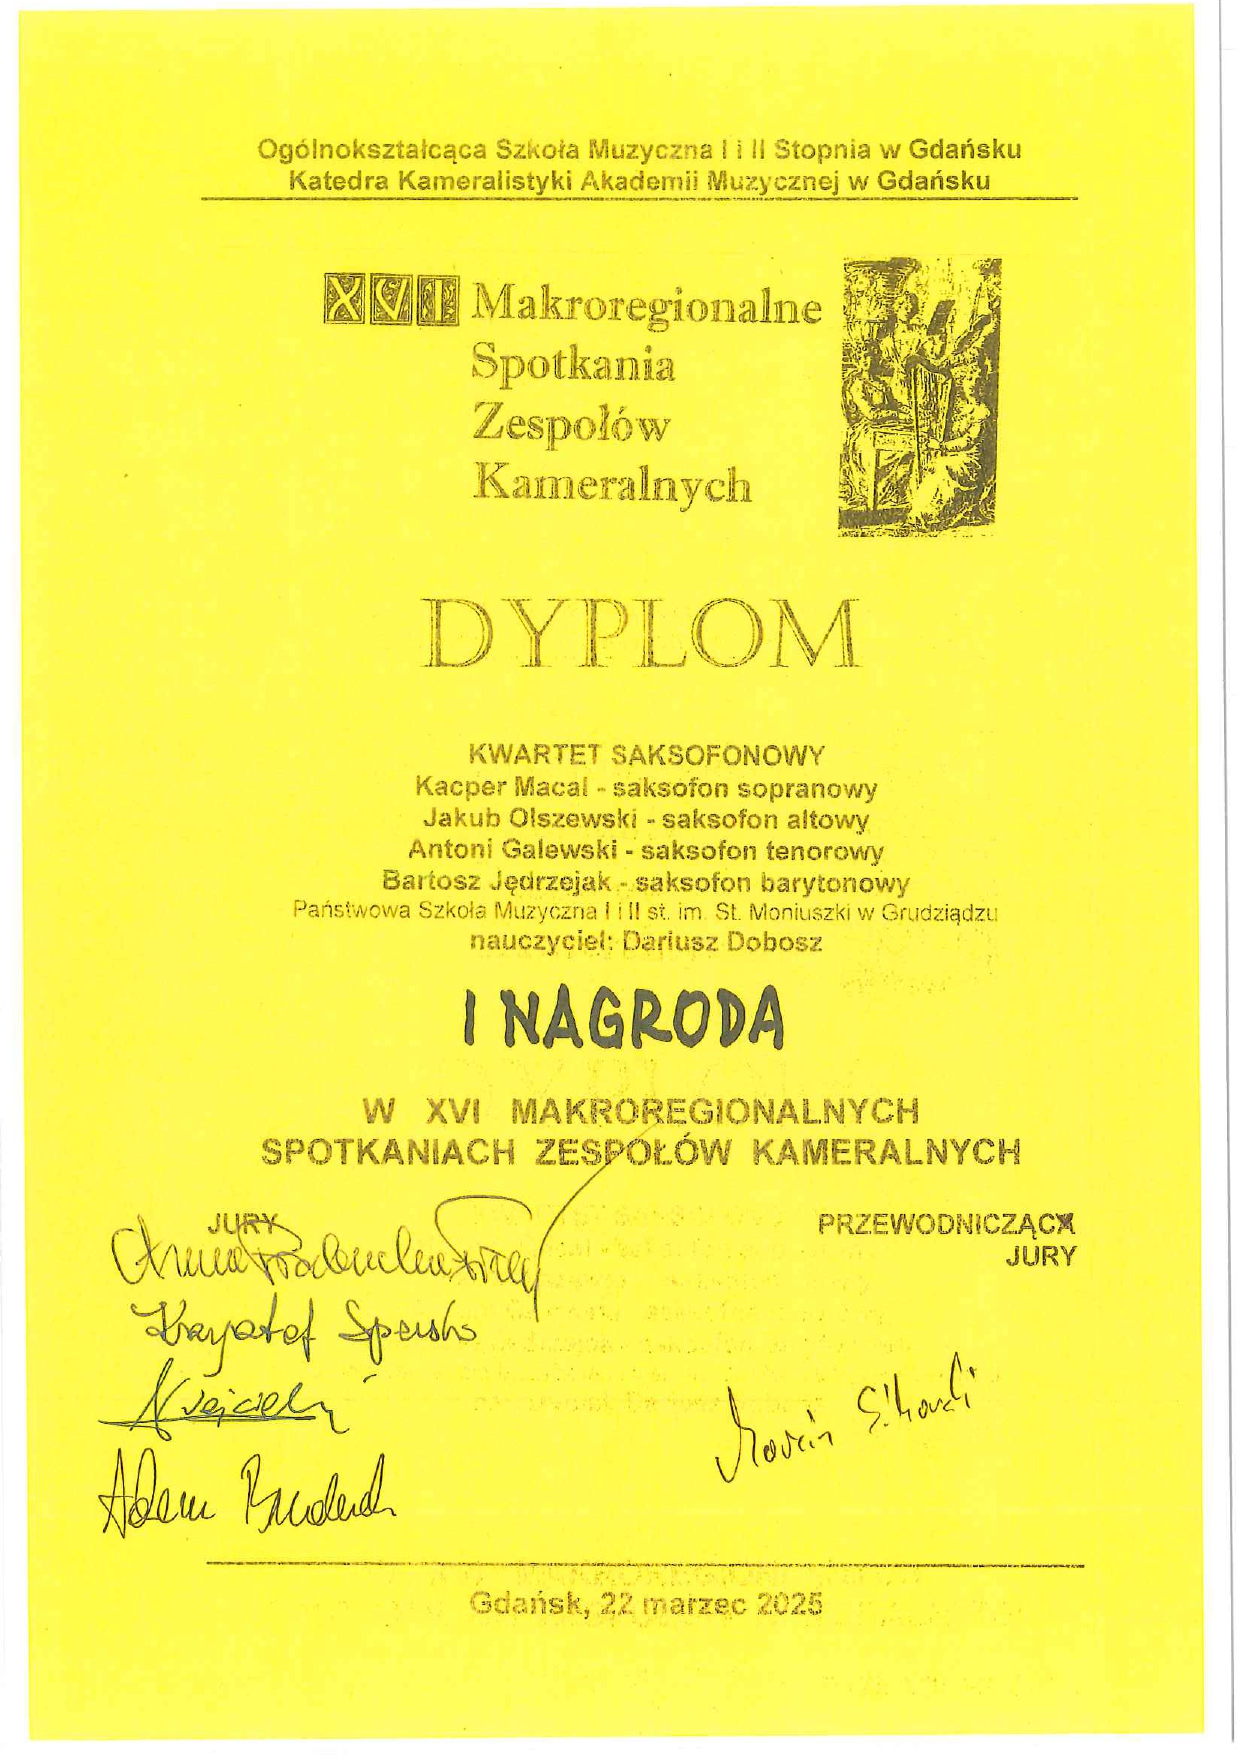 Ogólnokształcąca Szkoła Muzyczna I i II Stopnia w Gdańsku
Katedra Kameralistyki Akademii Muzycznej w Gdańsku
XVI Makroregionalne
Spotkania
Zespołów
Kameralnych
DYPLOM
KWARTET SAKSOFONOWY
Kacper Macal - saksofon sopranowy
Jakub Olszewski - saksofon altowy
Antoni Galewski - saksofon tenorowy
Bartosz Jędrzejak - saksofon barytonowy
Państwowa Szkoła Muzyczna I i II st. im. St. Moniuszki w Grudziądzu
nauczyciel: Dariusz Dobosz
I NAGRODA
W XVI MAKROREGIONALNYCH
SPOTKANIACH ZESPOŁÓW KAMERALNYCH
JURY
PRZEWODNICZĄCX
JURY
Anna
Krzysztof
Adam
Marcin
Gdańsk, 22 marzec 2025